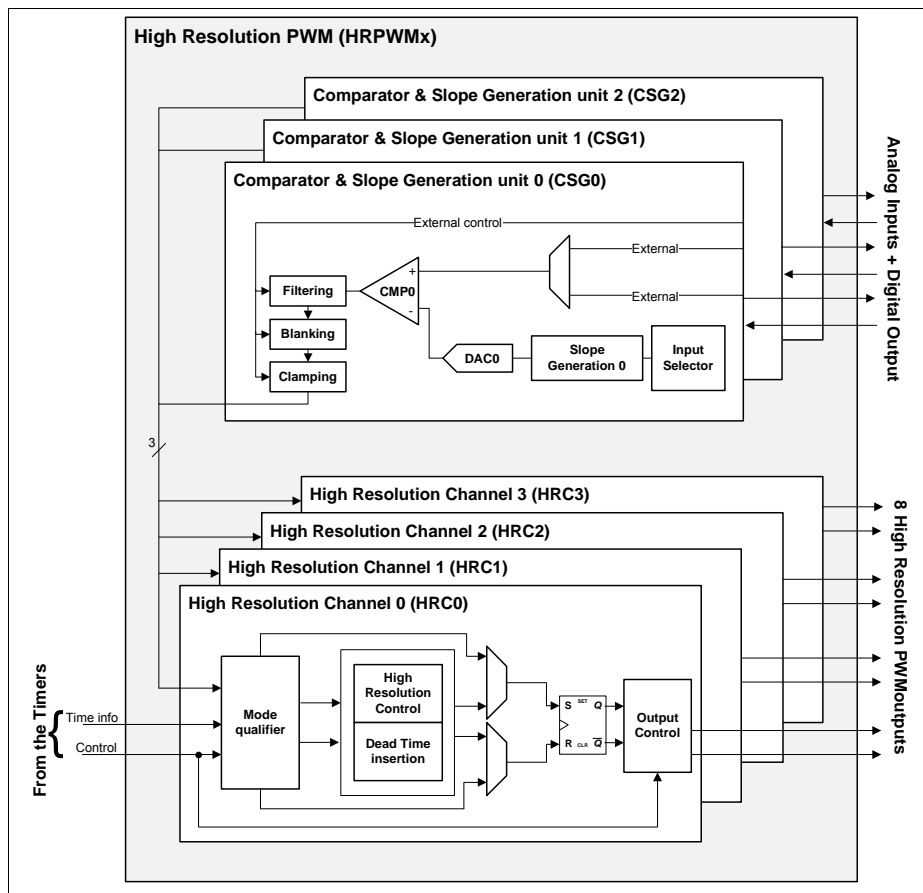 High Resolution PWM (HRPWMx)
Comparator & Slope Generation unit 2 (CSG2)
Comparator & Slope Generation unit 1 (CSG1)
Comparator & Slope Generation unit 0 (CSG0)
External control
External
External
+
CMP0
-
Filtering
Blanking
Clamping
DAC0
Slope
Generation 0
Input
Selector
Analog Inputs + Digital Output
3
High Resolution Channel 3 (HRC3)
High Resolution Channel 2 (HRC2)
High Resolution Channel 1 (HRC1)
High Resolution Channel 0 (HRC0)
Mode
qualifier
High
Resolution
Control
Dead Time
insertion
S SET Q
R CLR Q̅
Output
Control
8 High Resolution PWMoutputs
From the Timers
Time info
Control